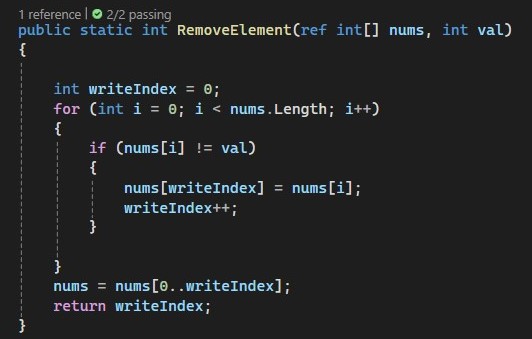 1 reference | 2/2 passing
public static int RemoveElement(ref int[] nums, int val)
{
    int writeIndex = 0;
    for (int i = 0; i < nums.Length; i++)
    {
        if (nums[i] != val)
        {
            nums[writeIndex] = nums[i];
            writeIndex++;
        }
    }
    nums = nums[0..writeIndex];
    return writeIndex;
}